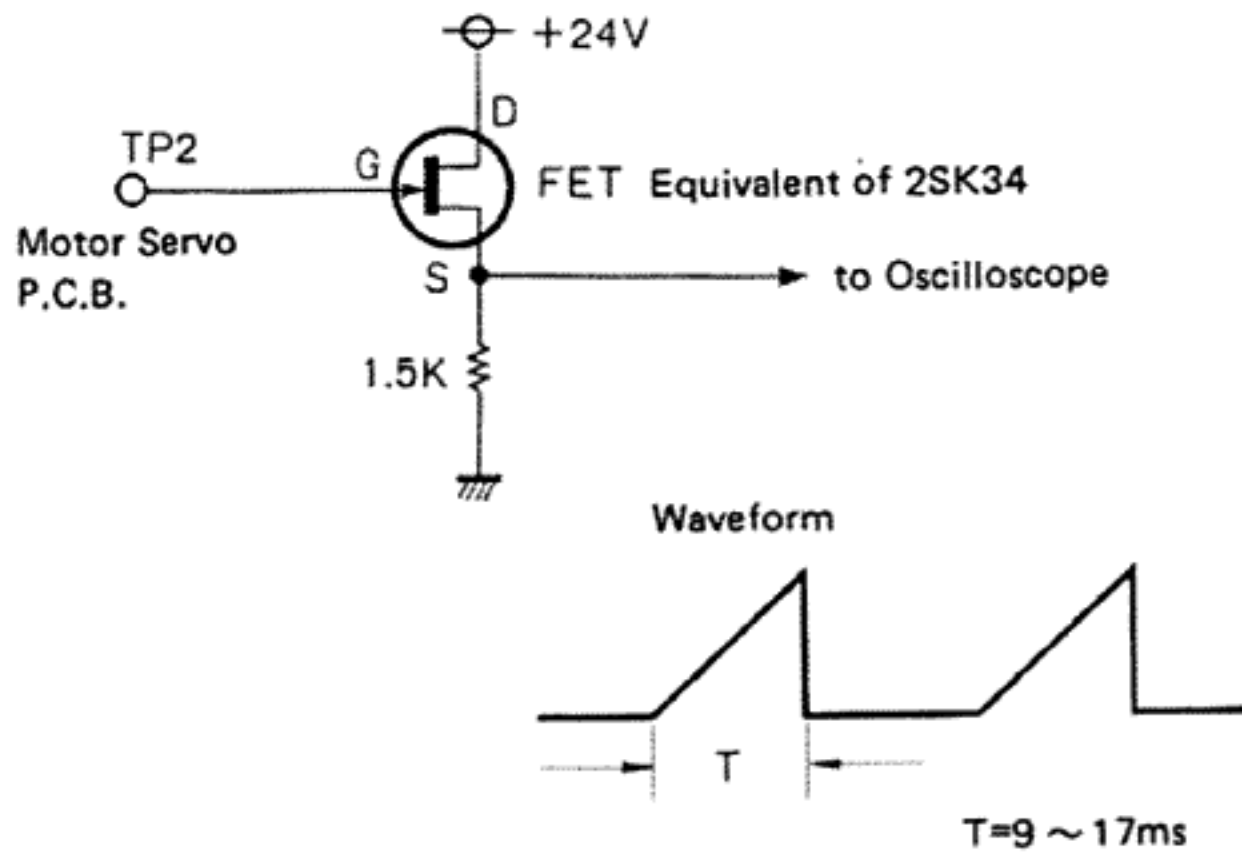 +24V
D
TP2
G
FET Equivalent of 2SK34
Motor Servo
P.C.B.
S
to Oscilloscope
1.5K
Waveform
T
T=9 ~ 17ms